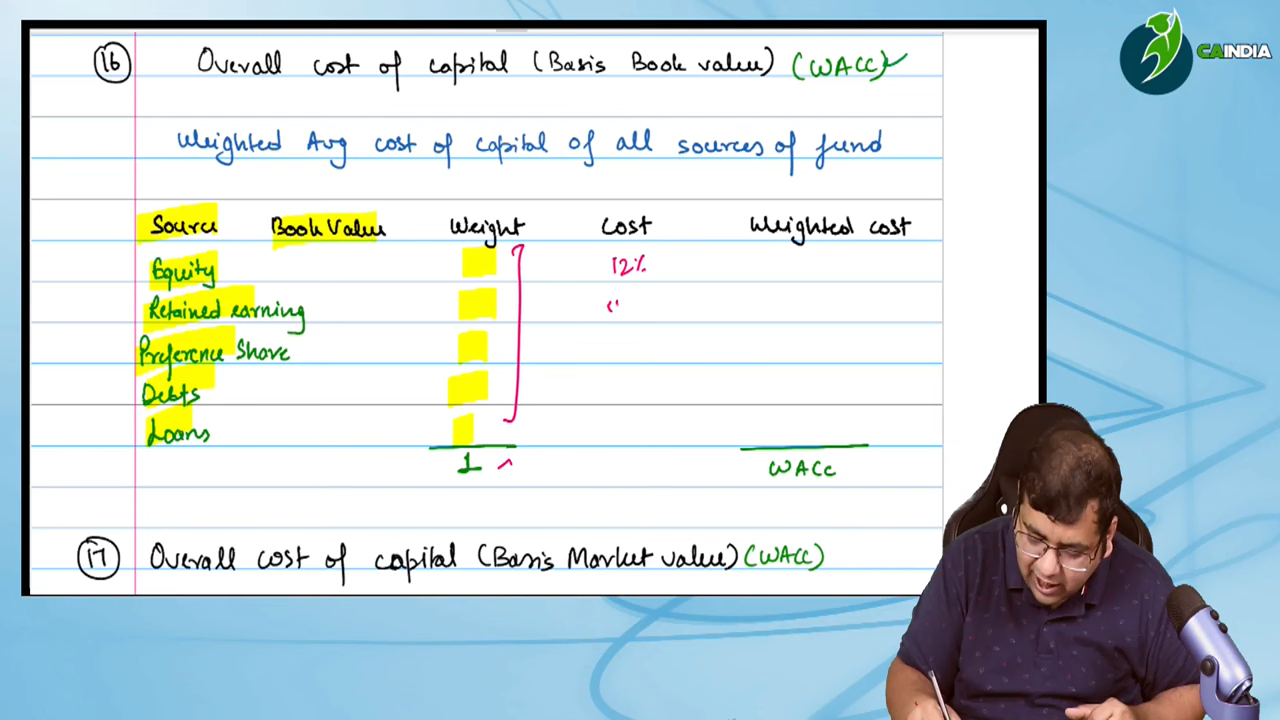 CAINDIA
16 Overall cost of capital (Basis Book value) (WACC)
Weighted Avg cost of capital of all sources of fund
Source Book Value Weight Cost Weighted cost
Equity 12%
Retained earning "
Preference Share
Debts
Loans
1 WACC
17 Overall cost of capital (Basis Market value) (WACC)